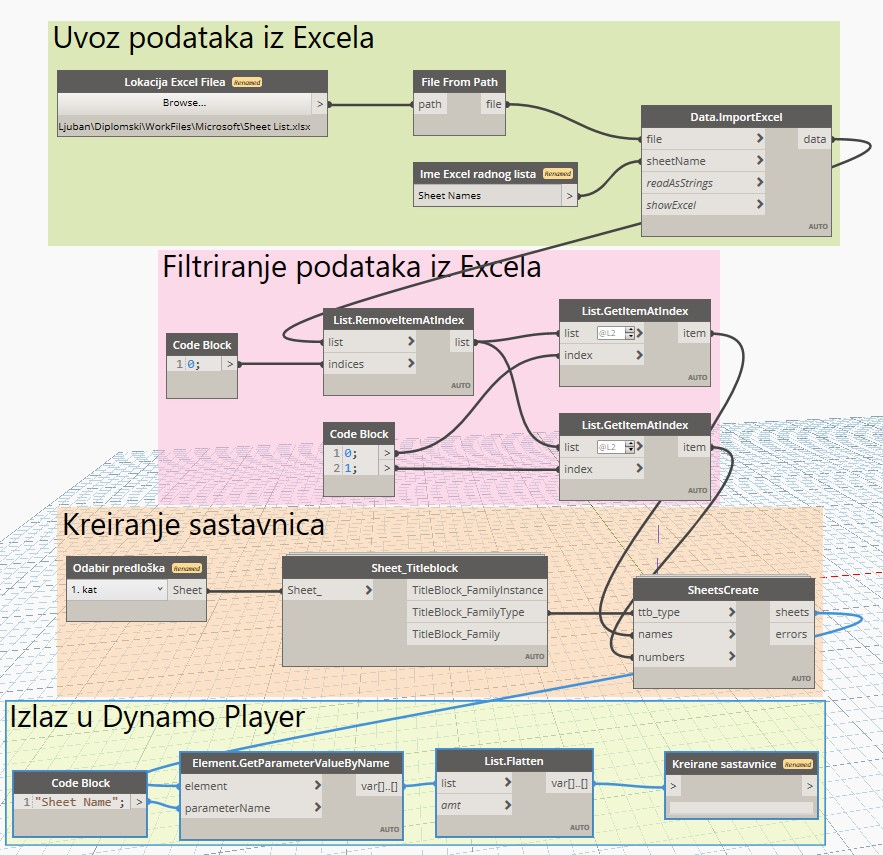 Uvoz podataka iz Excela
Lokacija Excel Filea Renamed
Browse... >
Ljuban\Diplomski\WorkFiles\Microsoft\Sheet List.xlsx
File From Path
path file
Ime Excel radnog lista Renamed
Sheet Names >
Data.ImportExcel
file > data
sheetName >
readAsStrings >
showExcel >
AUTO
Filtriranje podataka iz Excela
Code Block
1 0; >
List.RemoveItemAtIndex
list > list
indices >
AUTO
Code Block
1 0; >
2 1; >
List.GetItemAtIndex
list @L2 > item
index >
AUTO
List.GetItemAtIndex
list @L2 > item
index >
AUTO
Kreiranje sastavnica
Odabir predloška Renamed
1. kat Sheet
Sheet_Titleblock
Sheet_ > TitleBlock_FamilyInstance
TitleBlock_FamilyType
TitleBlock_Family
AUTO
SheetsCreate
ttb_type > sheets
names > errors
numbers >
AUTO
Izlaz u Dynamo Player
Code Block
1 "Sheet Name"; >
Element.GetParameterValueByName
element > var[]..[]
parameterName >
AUTO
List.Flatten
list > var[]..[]
amt >
AUTO
Kreirane sastavnice Renamed
> >